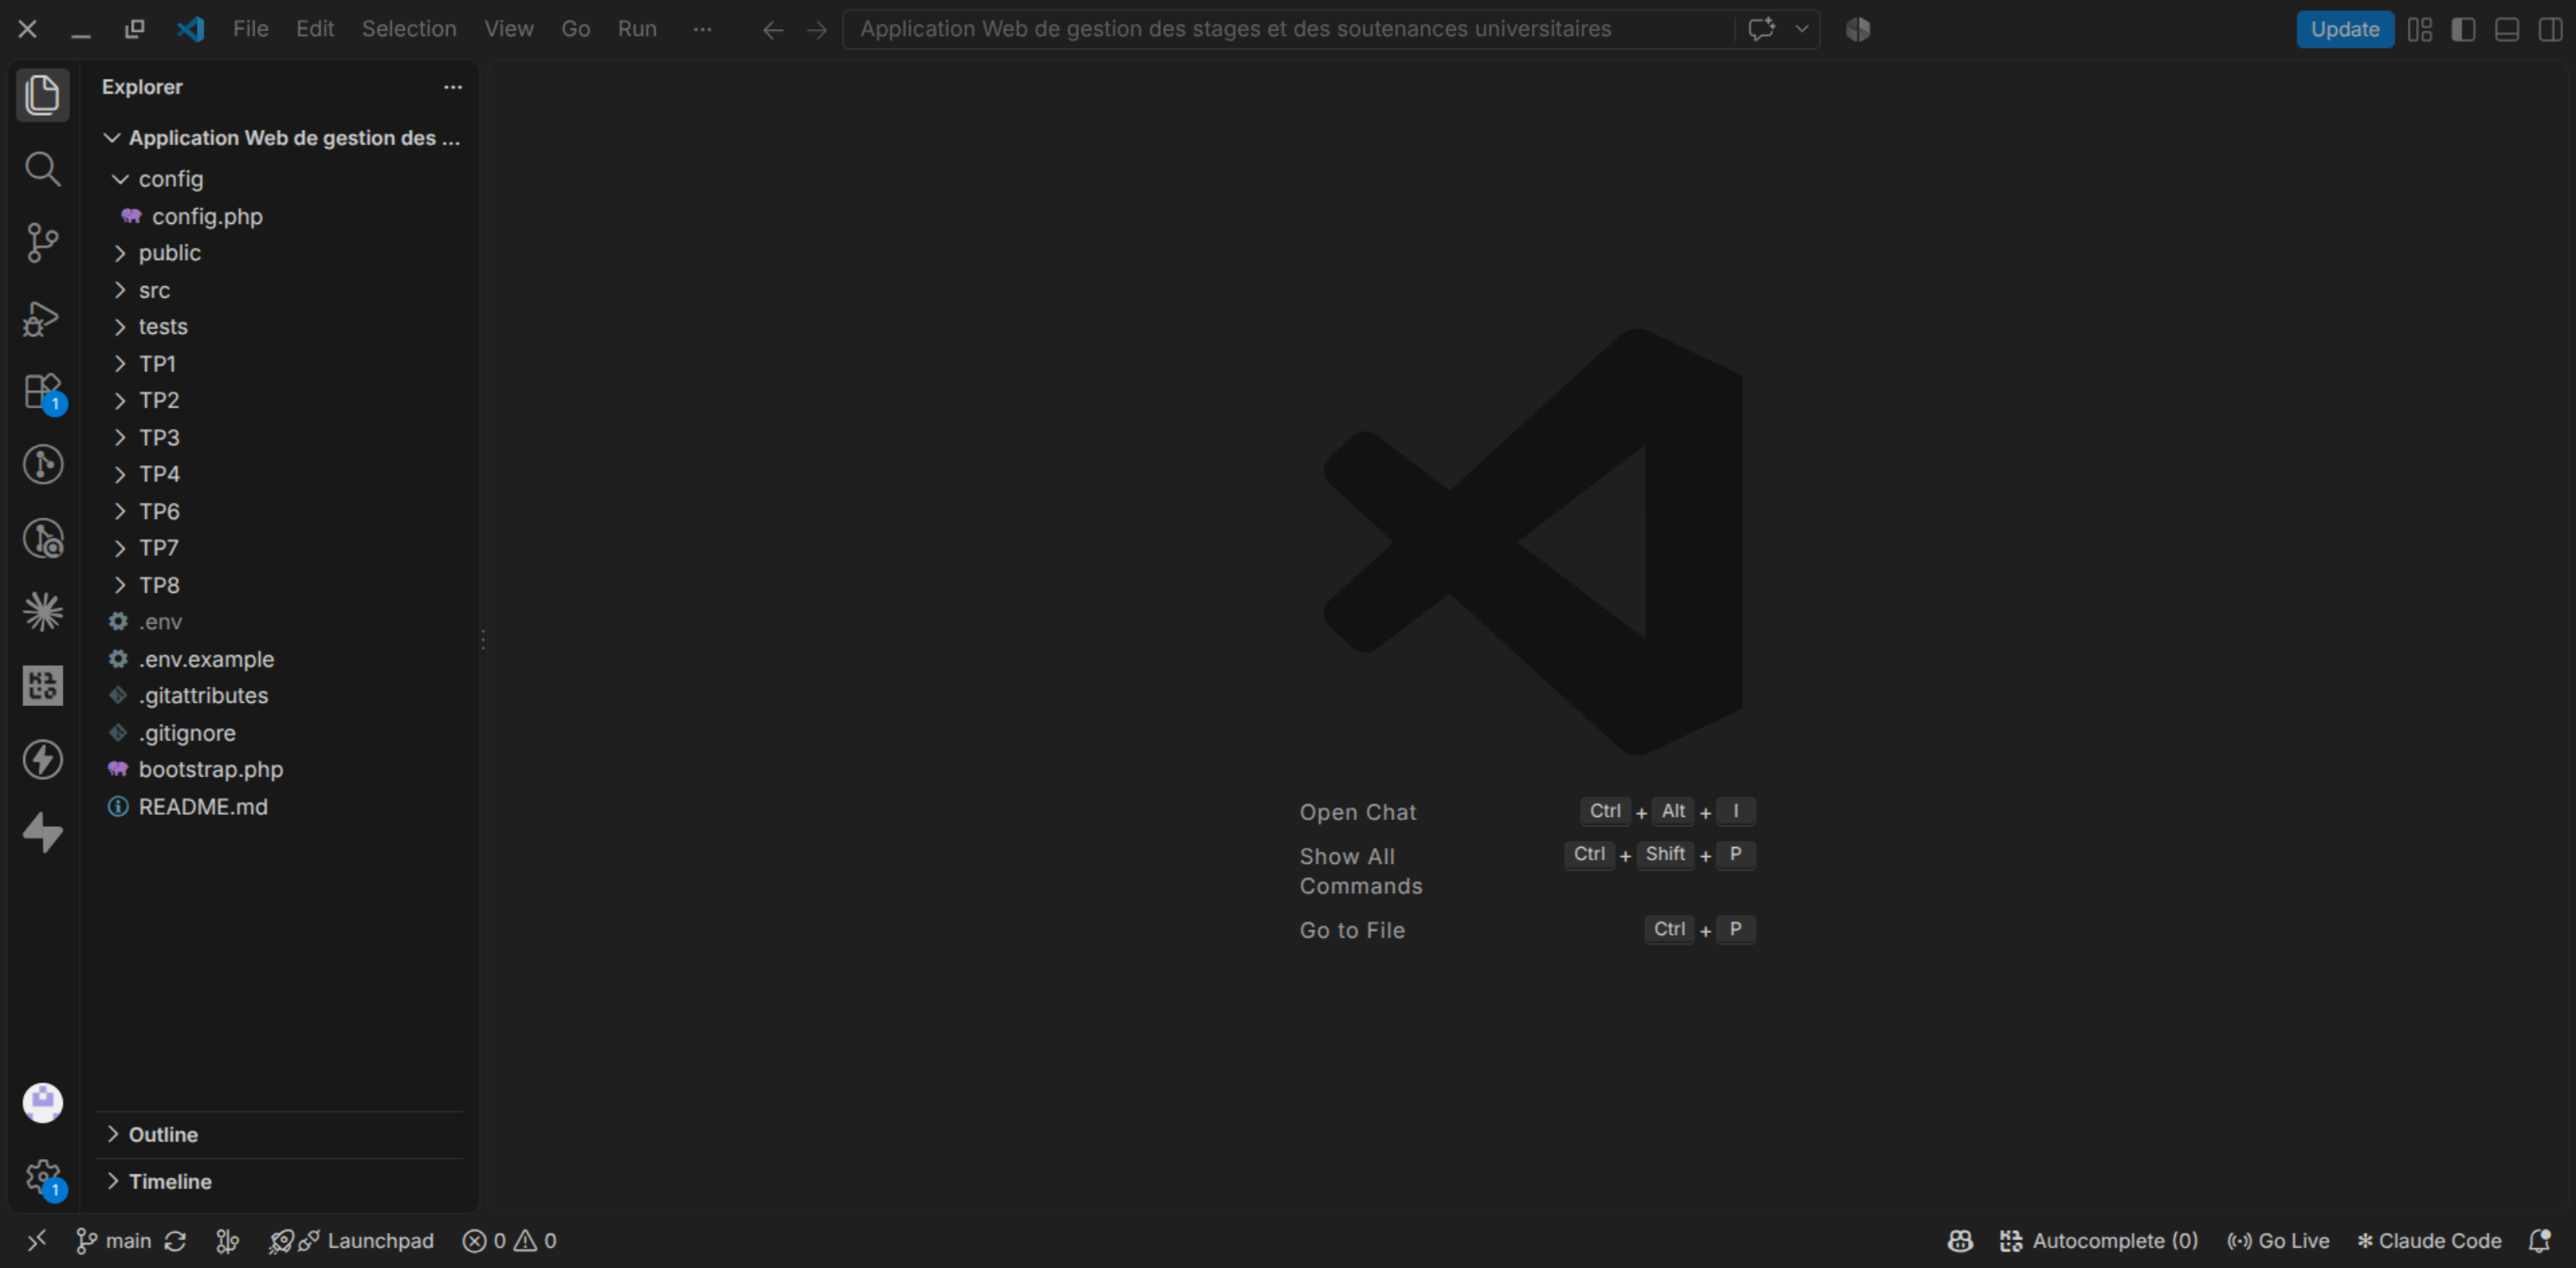 File Edit Selection View Go Run ...
Application Web de gestion des stages et des soutenances universitaires
Update
Explorer
Application Web de gestion des ...
config
config.php
public
src
tests
TP1
TP2
TP3
TP4
TP6
TP7
TP8
.env
.env.example
.gitattributes
.gitignore
bootstrap.php
README.md
1
Open Chat Ctrl + Alt + I
Show All Commands Ctrl + Shift + P
Go to File Ctrl + P
Outline
Timeline
1
main Launchpad 0 0 Autocomplete (0) Go Live Claude Code